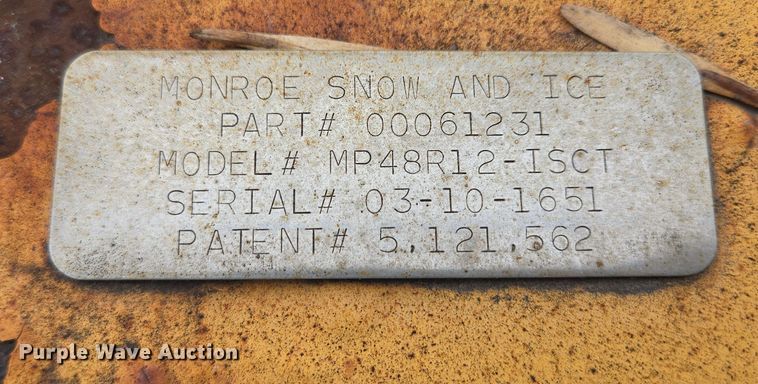 MONROE SNOW AND ICE
PART# 00061231
MODEL# MP48R12-ISCT
SERIAL# 03-10-1651
PATENT# 5,121,562
Purple Wave Auction